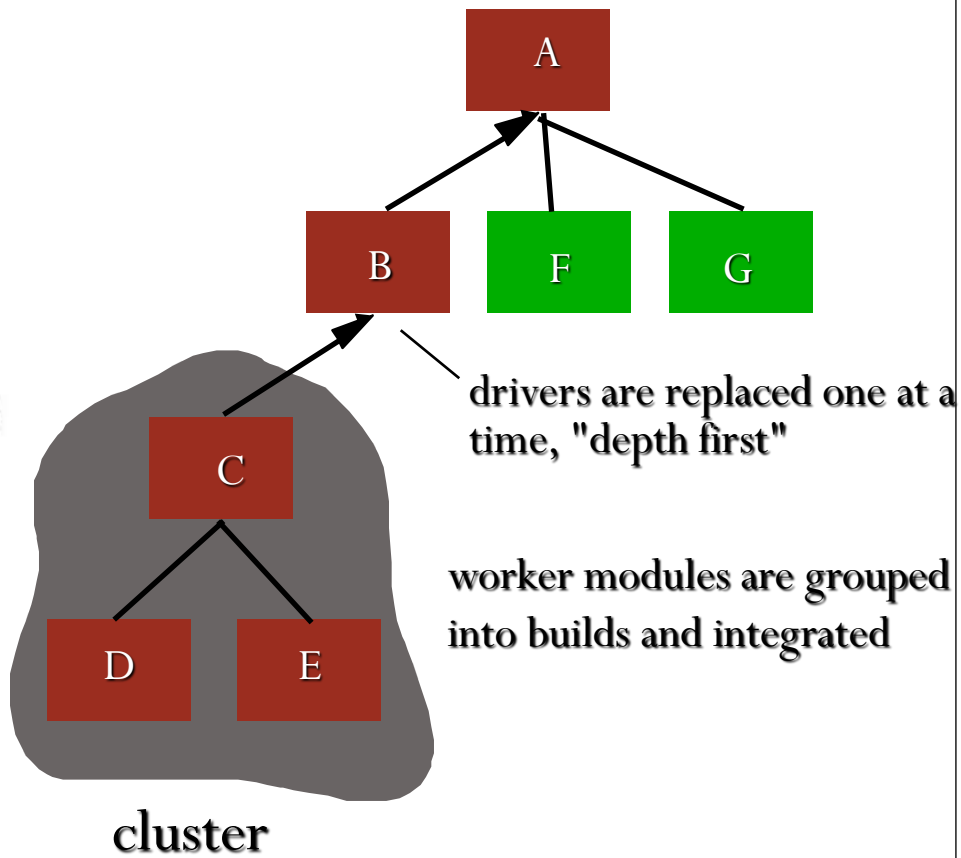 A
B
F
G
drivers are replaced one at a
time, "depth first"
C
worker modules are grouped
into builds and integrated
D
E
cluster